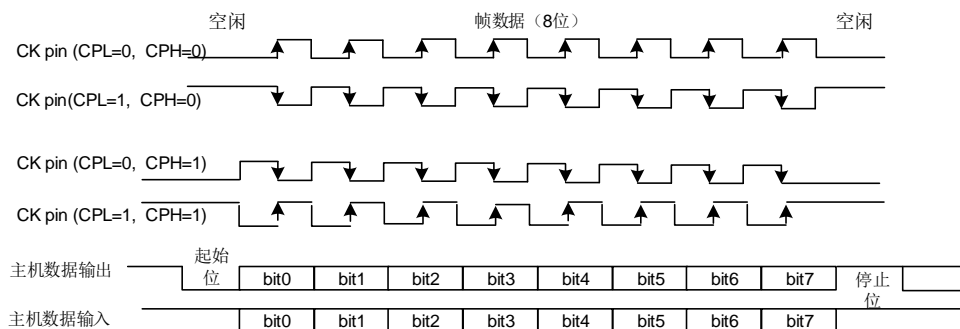 空闲 帧数据（8位） 空闲
CK pin (CPL=0, CPH=0)
CK pin(CPL=1, CPH=0)
CK pin (CPL=0, CPH=1)
CK pin (CPL=1, CPH=1)
主机数据输出 起始位 bit0 bit1 bit2 bit3 bit4 bit5 bit6 bit7 停止位
主机数据输入 bit0 bit1 bit2 bit3 bit4 bit5 bit6 bit7